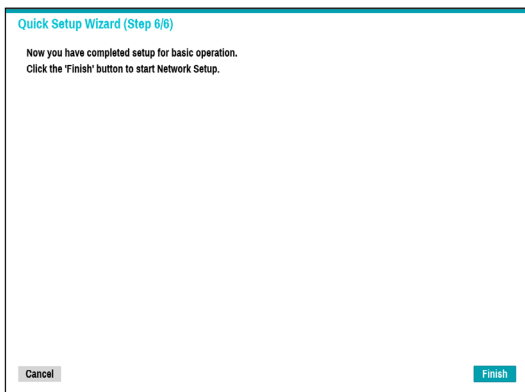 Quick Setup Wizard (Step 6/6)
Now you have completed setup for basic operation.
Click the 'Finish' button to start Network Setup.
Cancel
Finish